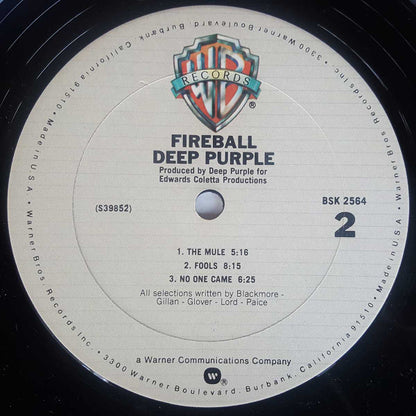 WB
RECORDS
®
FIREBALL
DEEP PURPLE
Produced by Deep Purple for
Edwards Coletta Productions
(S39852)
BSK 2564
2
1. THE MULE 5:16
2. FOOLS 8:15
3. NO ONE CAME 6:25
All selections written by Blackmore -
Gillan - Glover - Lord - Paice
a Warner Communications Company
®
Made in U.S.A. • Warner Bros. Records Inc. • 3300 Warner Boulevard, Burbank, California 91510 • Made in U.S.A. • Warner Bros. Records Inc. • 3300 Warner Boulevard, Burbank, California 91510 •